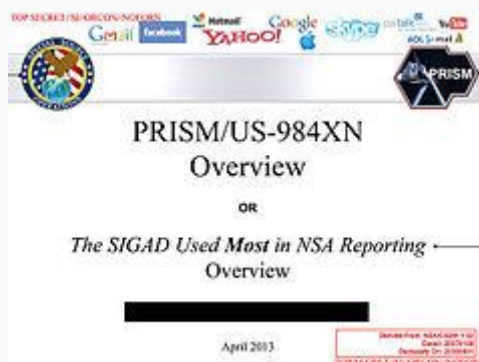 TOP SECRET//SI//ORCON//NOFORN
Hotmail
Google
Gmail
facebook
YAHOO!
skype
paltalk
YouTube
AOL
PRISM
PRISM/US-984XN
Overview
OR
The SIGAD Used Most in NSA Reporting
Overview
April 2013